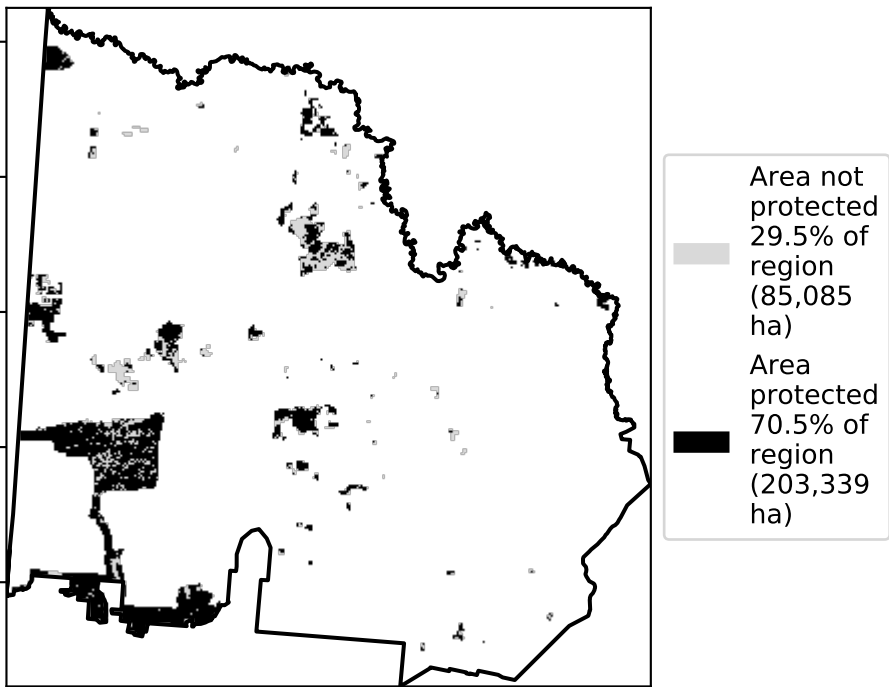 Area not
protected
29.5% of
region
(85,085
ha)
Area
protected
70.5% of
region
(203,339
ha)